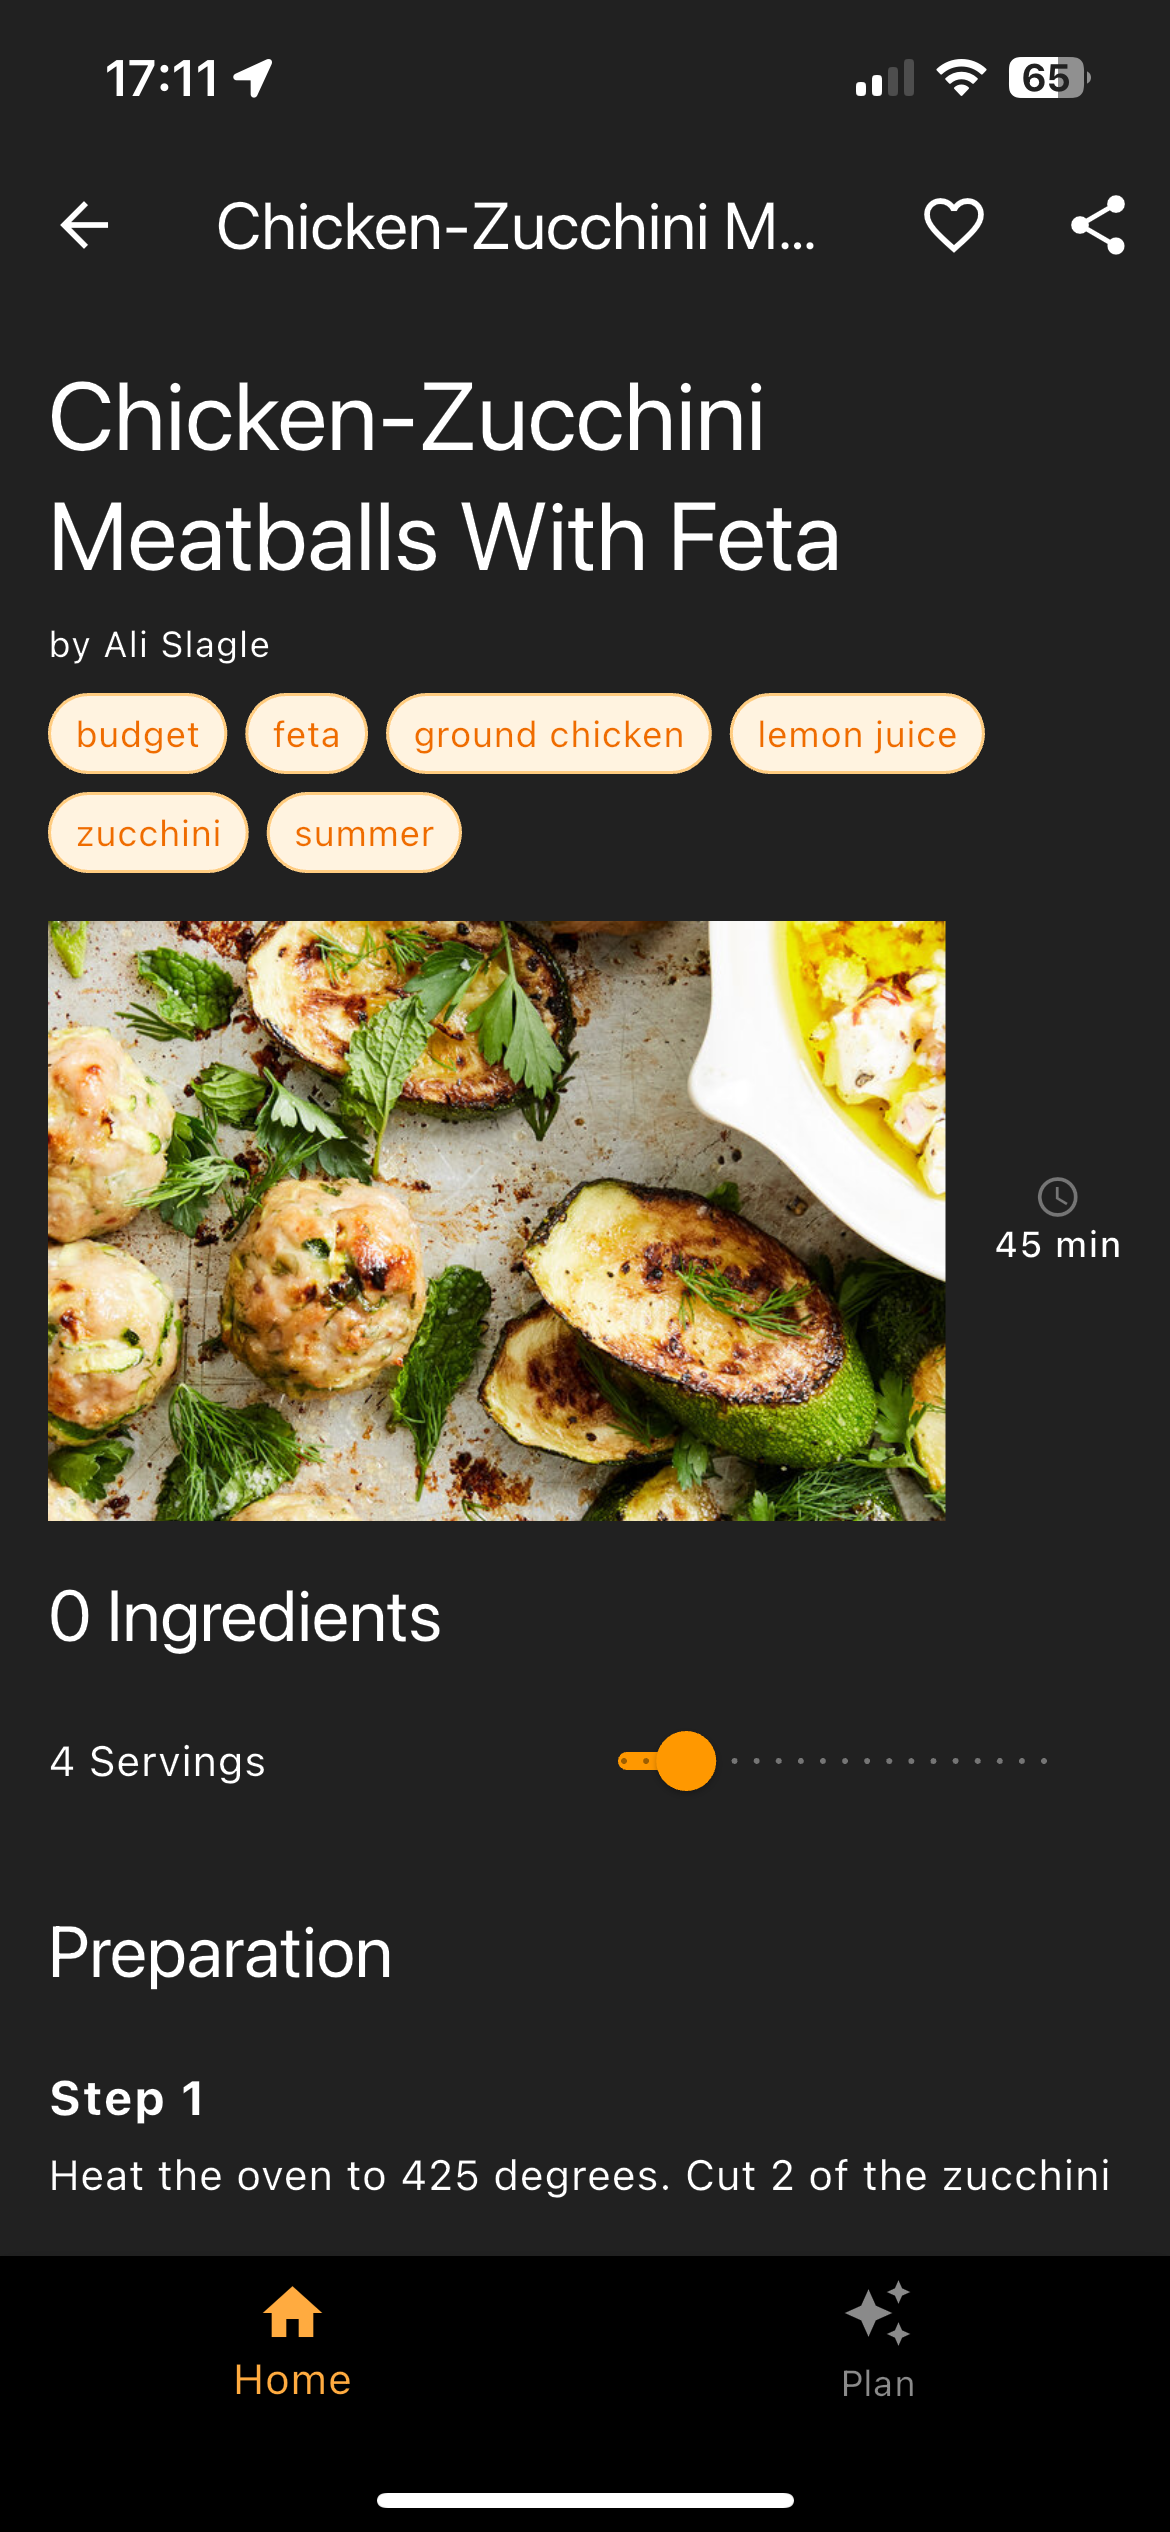 17:11
65
Chicken-Zucchini M...
Chicken-Zucchini
Meatballs With Feta
by Ali Slagle
budget feta ground chicken lemon juice
zucchini summer
45 min
0 Ingredients
4 Servings
Preparation
Step 1
Heat the oven to 425 degrees. Cut 2 of the zucchini
Home Plan